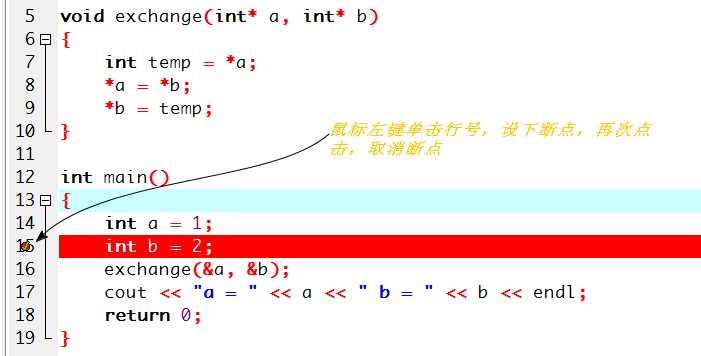 5 void exchange(int* a, int* b)
6 {
7 int temp = *a;
8 *a = *b;
9 *b = temp;
10 }
鼠标左键单击行号，设下断点，再次点
击，取消断点
11
12 int main()
13 {
14 int a = 1;
15 int b = 2;
16 exchange(&a, &b);
17 cout << "a = " << a << " b = " << b << endl;
18 return 0;
19 }